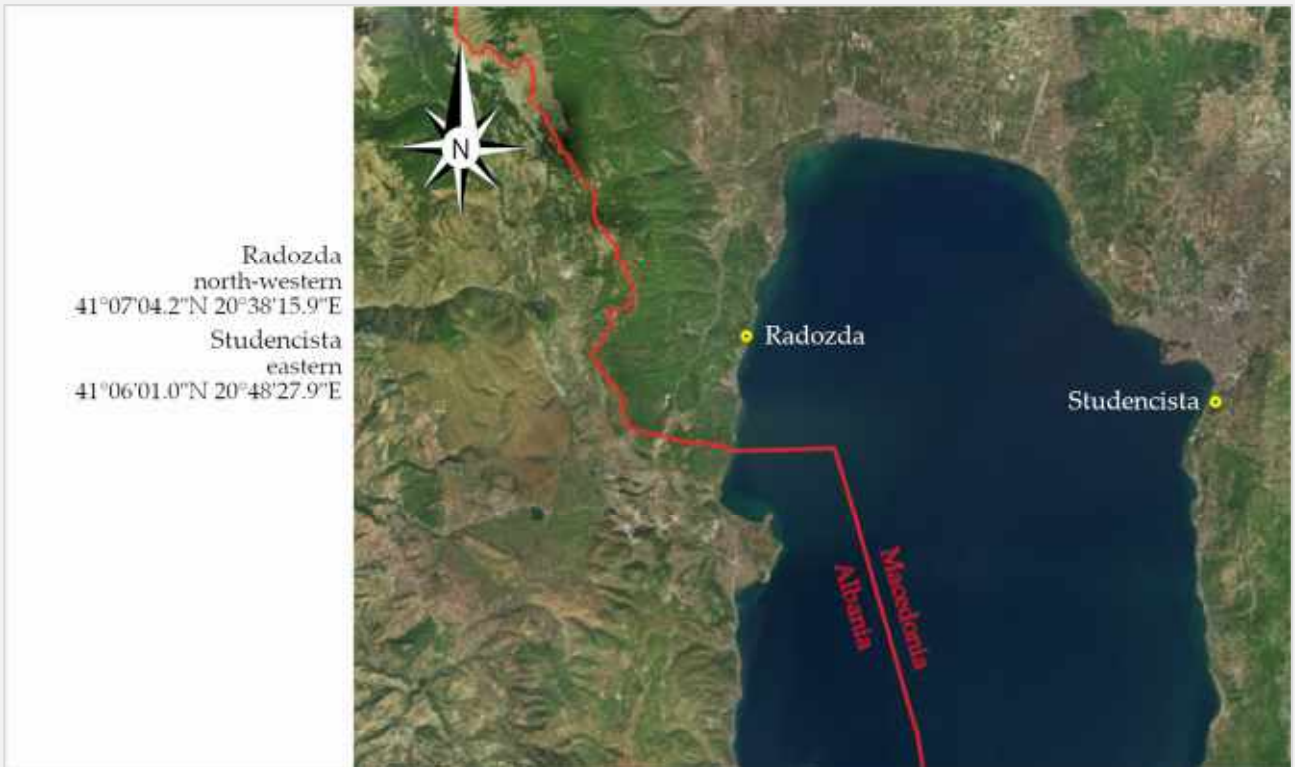 N
Radozda
north-western
41°07'04.2"N 20°38'15.9"E
Studencista
eastern
41°06'01.0"N 20°48'27.9"E
Radozda
Studencista
Macedonia
Albania